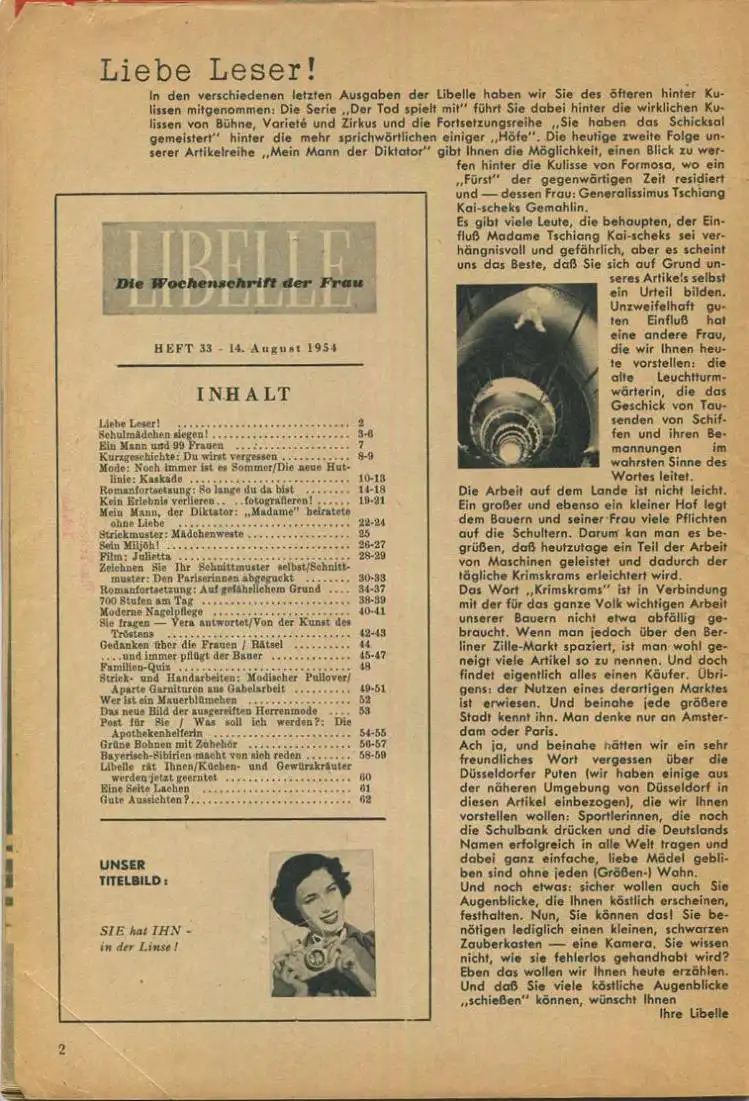 Liebe Leser!
In den verschiedenen letzten Ausgaben der Libelle haben wir Sie des öfteren hinter Ku-
lissen mitgenommen: Die Serie „Der Tod spielt mit" führt Sie dabei hinter die wirklichen Ku-
lissen von Bühne, Varieté und Zirkus und die Fortsetzungsreihe „Sie haben das Schicksal
gemeistert" hinter die mehr sprichwörtlichen einiger „Höfe". Die heutige zweite Folge un-
serer Artikelreihe „Mein Mann der Diktator" gibt Ihnen die Möglichkeit, einen Blick zu wer-
fen hinter die Kulisse von Formosa, wo ein
„Fürst" der gegenwärtigen Zeit residiert
und — dessen Frau: Generalissimus Tschiang
Kai-scheks Gemahlin.
Es gibt viele Leute, die behaupten, der Ein-
fluß Madame Tschiang Kai-scheks sei ver-
hängnisvoll und gefährlich, aber es scheint
uns das Beste, daß Sie sich auf Grund un-
seres Artikels selbst
ein Urteil bilden.
Unzweifelhaft gu-
ten Einfluß hat
eine andere Frau,
die wir Ihnen heu-
te vorstellen: die
alte Leuchtturm-
wärterin, die das
Geschick von Tau-
senden von Schif-
fen und ihren Be-
mannungen im
wahrsten Sinne des
Wortes leitet.
Die Arbeit auf dem Lande ist nicht leicht.
Ein großer und ebenso ein kleiner Hof legt
dem Bauern und seiner Frau viele Pflichten
auf die Schultern. Darum kan man es be-
grüßen, daß heutzutage ein Teil der Arbeit
von Maschinen geleistet und dadurch der
tägliche Krimskrams erleichtert wird.
Das Wort „Krimskrams" ist in Verbindung
mit der für das ganze Volk wichtigen Arbeit
unserer Bauern nicht etwa abfällig ge-
braucht. Wenn man jedoch über den Ber-
liner Zille-Markt spaziert, ist man wohl ge-
neigt viele Artikel so zu nennen. Und doch
findet eigentlich alles einen Käufer. Übri-
gens: der Nutzen eines derartigen Marktes
ist erwiesen. Und beinahe jede größere
Stadt kennt ihn. Man denke nur an Amster-
dam oder Paris.
Ach ja, und beinahe hätten wir ein sehr
freundliches Wort vergessen über die
Düsseldorfer Puten (wir haben einige aus
der näheren Umgebung von Düsseldorf in
diesen Artikel einbezogen), die wir Ihnen
vorstellen wollen: Sportlerinnen, die noch
die Schulbank drücken und die Deutslands
Namen erfolgreich in alle Welt tragen und
dabei ganz einfache, liebe Mädel gebli-
ben sind ohne jeden (Größen-) Wahn.
Und noch etwas: sicher wollen auch Sie
Augenblicke, die Ihnen köstlich erscheinen,
festhalten. Nun, Sie können das! Sie be-
nötigen lediglich einen kleinen, schwarzen
Zauberkasten — eine Kamera. Sie wissen
nicht, wie sie fehlerlos gehandhabt wird?
Eben das wollen wir Ihnen heute erzählen.
Und daß Sie viele köstliche Augenblicke
„schießen" können, wünscht Ihnen
Ihre Libelle
LIBELLE
Die Wochenschrift der Frau
HEFT 33 - 14. August 1954
INHALT
Liebe Leser! .......... 2
Schulmädchen siegen! .......... 3-6
Ein Mann und 99 Frauen .......... 7
Kurzgeschichte: Du wirst vergessen .......... 8-9
Mode: Noch immer ist es Sommer/Die neue Hut-
linie: Kaskade .......... 10-13
Romanfortsetzung: So lange du da bist .......... 14-18
Kein Erlebnis verlieren.... fotografieren! .......... 19-21
Mein Mann, der Diktator: „Madame" heiratete
ohne Liebe .......... 22-24
Strickmuster: Mädchenweste .......... 25
Sein Miljöh! .......... 26-27
Film: Julietta .......... 28-29
Zeichnen Sie Ihr Schnittmuster selbst/Schnitt-
muster: Den Pariserinnen abgeguckt .......... 30-33
Romanfortsetzung: Auf gefährlichem Grund .... 34-37
700 Stufen am Tag .......... 38-39
Moderne Nagelpflege .......... 40-41
Sie fragen — Vera antwortet/Von der Kunst des
Tröstens .......... 42-43
Gedanken über die Frauen / Rätsel .......... 44
....und immer pflügt der Bauer .......... 45-47
Familien-Quiz .......... 48
Strick- und Handarbeiten: Modischer Pullover/
Aparte Garnituren aus Gabelarbeit .......... 49-51
Wer ist ein Mauerblümchen .......... 52
Das neue Bild der ausgereiften Herrenmode .... 53
Post für Sie / Was soll ich werden?: Die
Apothekenhelferin .......... 54-55
Grüne Bohnen mit Zubehör .......... 56-57
Bayerisch-Sibirien macht von sich reden .......... 58-59
Libelle rät Ihnen/Küchen- und Gewürzkräuter
werden jetzt geerntet .......... 60
Eine Seite Lachen .......... 61
Gute Aussichten? .......... 62
UNSER
TITELBILD:
SIE hat IHN -
in der Linse!
2